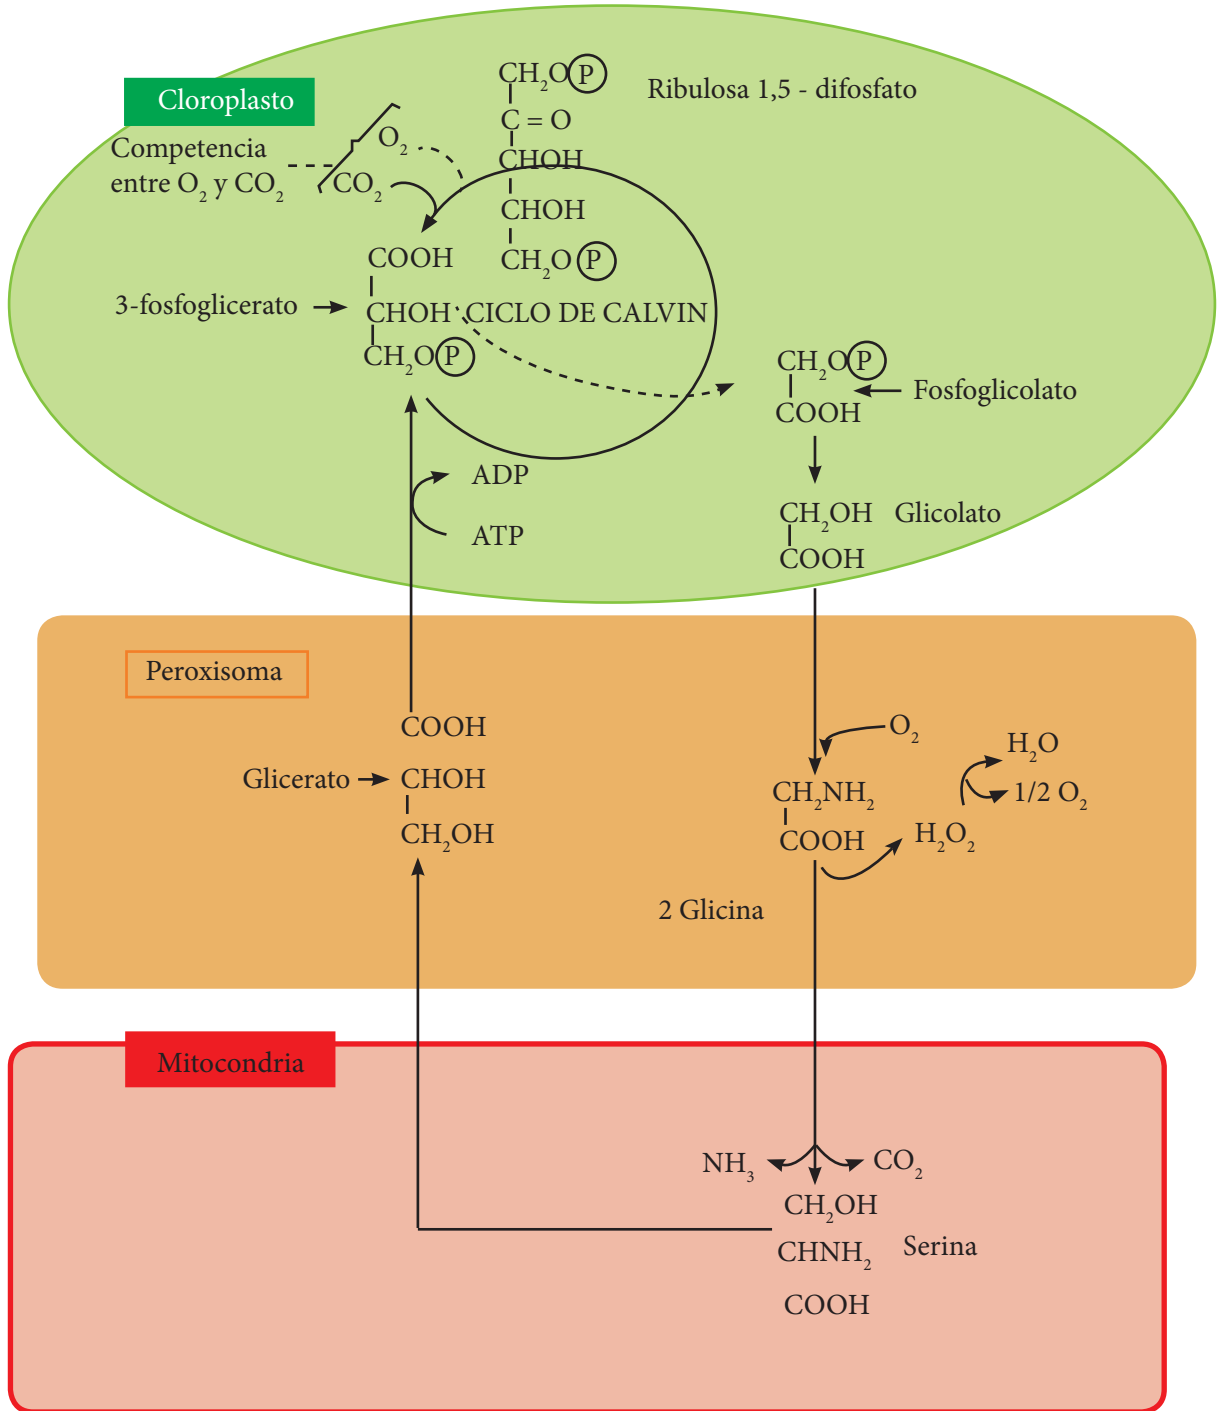 Cloroplasto
Competencia
entre O₂ y CO₂
O₂
CO₂
CH₂O P
C = O
CHOH
CHOH
CH₂O P
Ribulosa 1,5 - difosfato
COOH
3-fosfoglicerato
CHOH
CH₂O P
CICLO DE CALVIN
CH₂O P
COOH
Fosfoglicolato
ADP
ATP
CH₂OH
COOH
Glicolato
Peroxisoma
COOH
Glicerato
CHOH
CH₂OH
O₂
CH₂NH₂
COOH
H₂O
1/2 O₂
H₂O₂
2 Glicina
Mitocondria
NH₃
CO₂
CH₂OH
CHNH₂
COOH
Serina